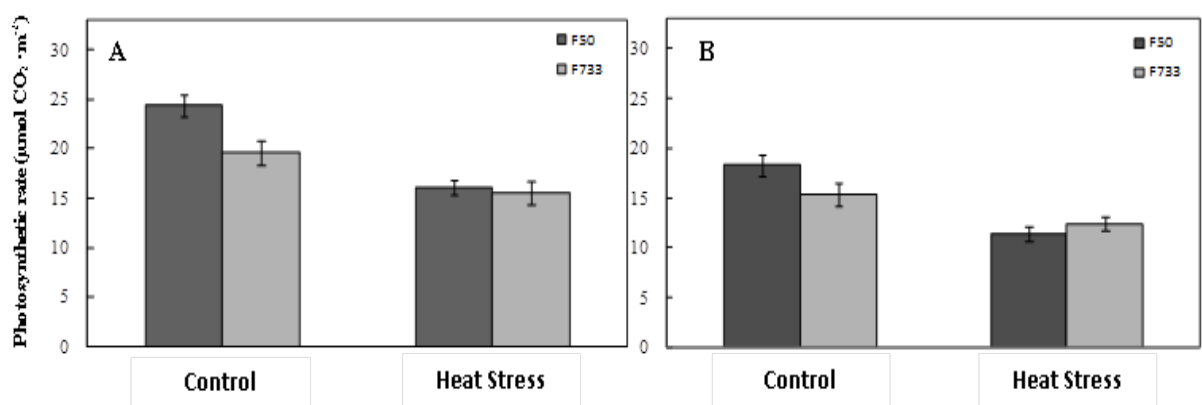 Photosynthetic rate (μmol CO₂ ·m⁻²)
A
F50
F733
30
25
20
15
10
5
0
Control
Heat Stress
B
F50
F733
30
25
20
15
10
5
0
Control
Heat Stress